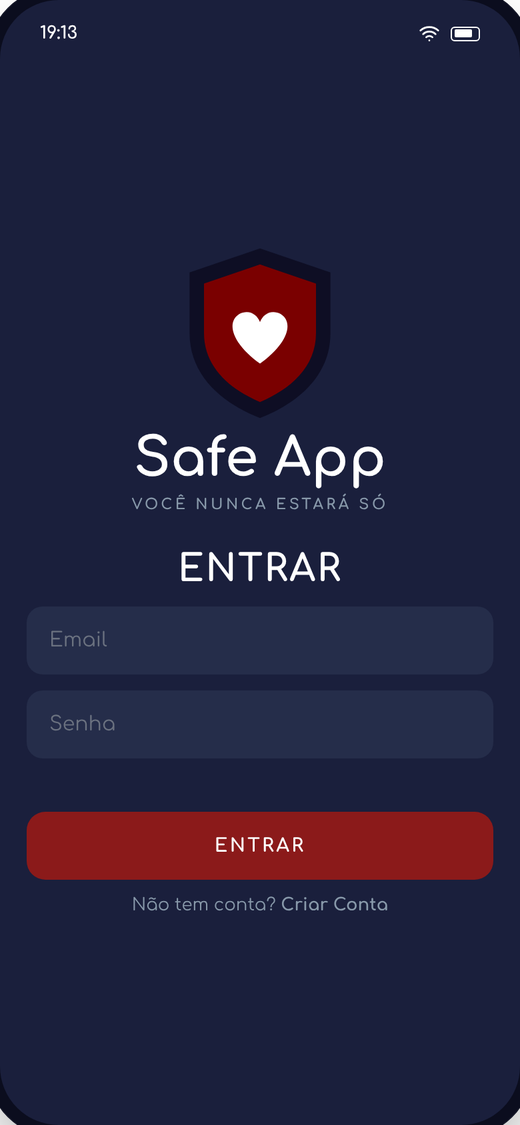 19:13
Safe App
VOCÊ NUNCA ESTARÁ SÓ
ENTRAR
Email
Senha
ENTRAR
Não tem conta? Criar Conta